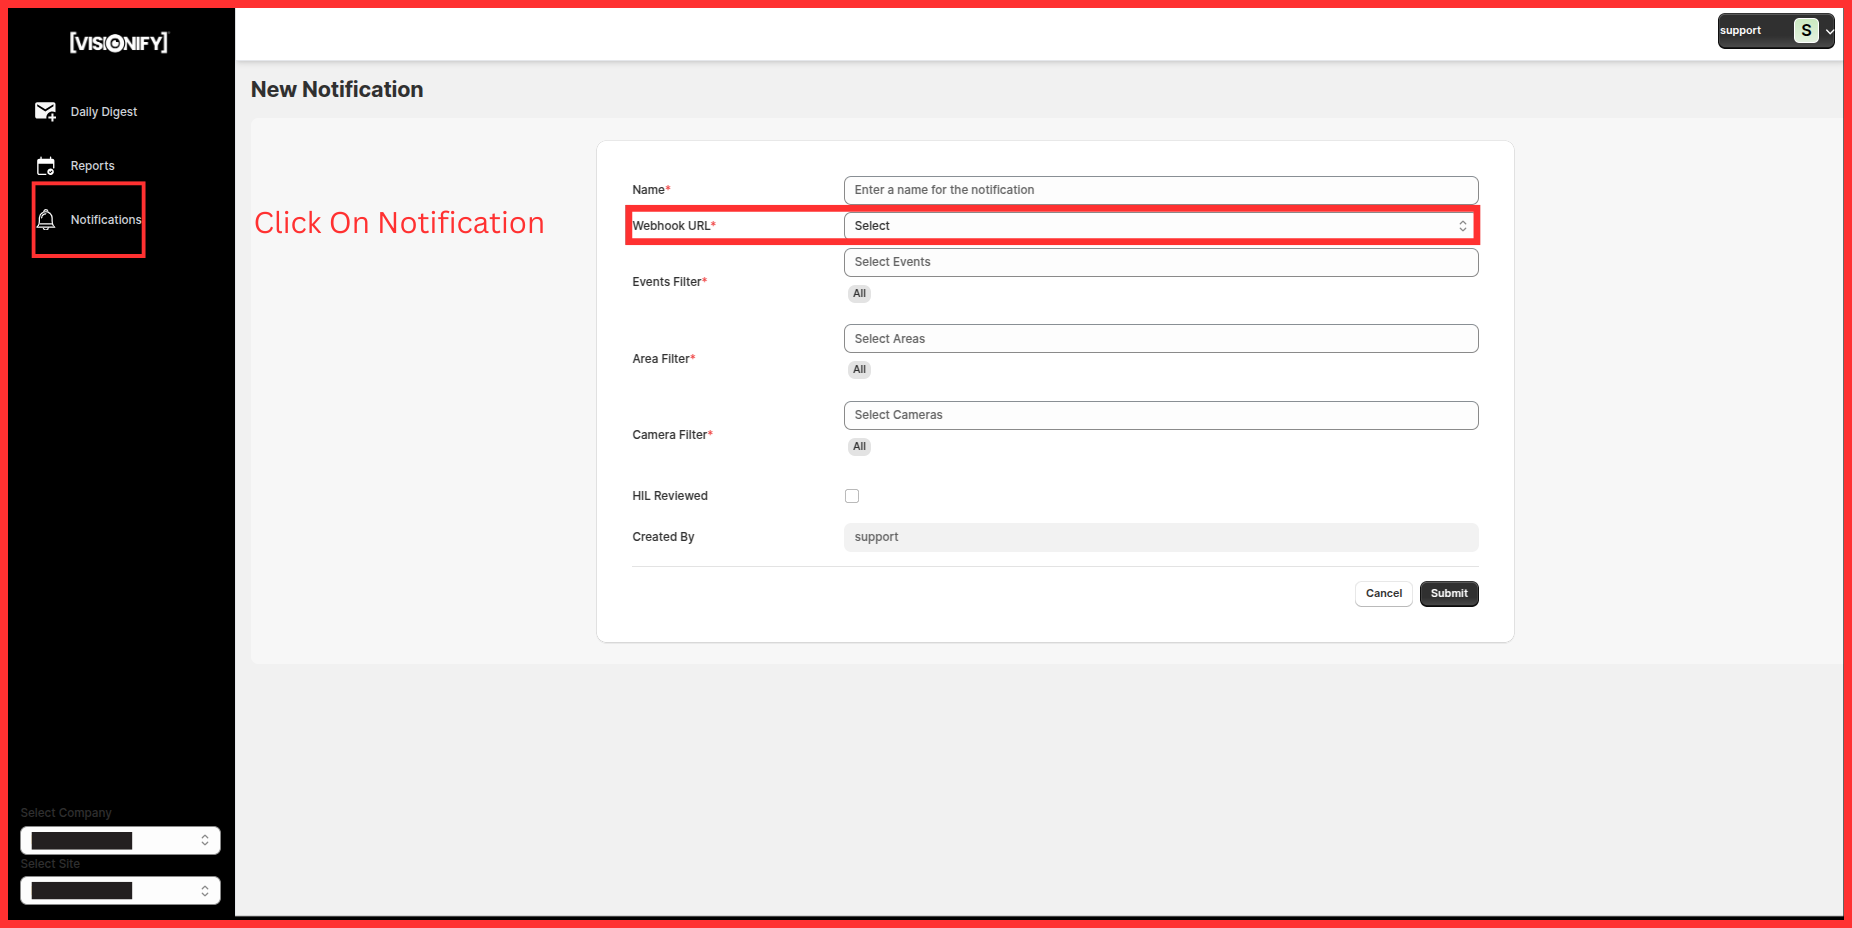 [VISIONIFY]
support S
Daily Digest
Reports
Notifications
New Notification
Click On Notification
Name* Enter a name for the notification
Webhook URL* Select
Select Events
Events Filter*
All
Select Areas
Area Filter*
All
Select Cameras
Camera Filter*
All
HIL Reviewed
Created By support
Cancel Submit
Select Company
Select Site